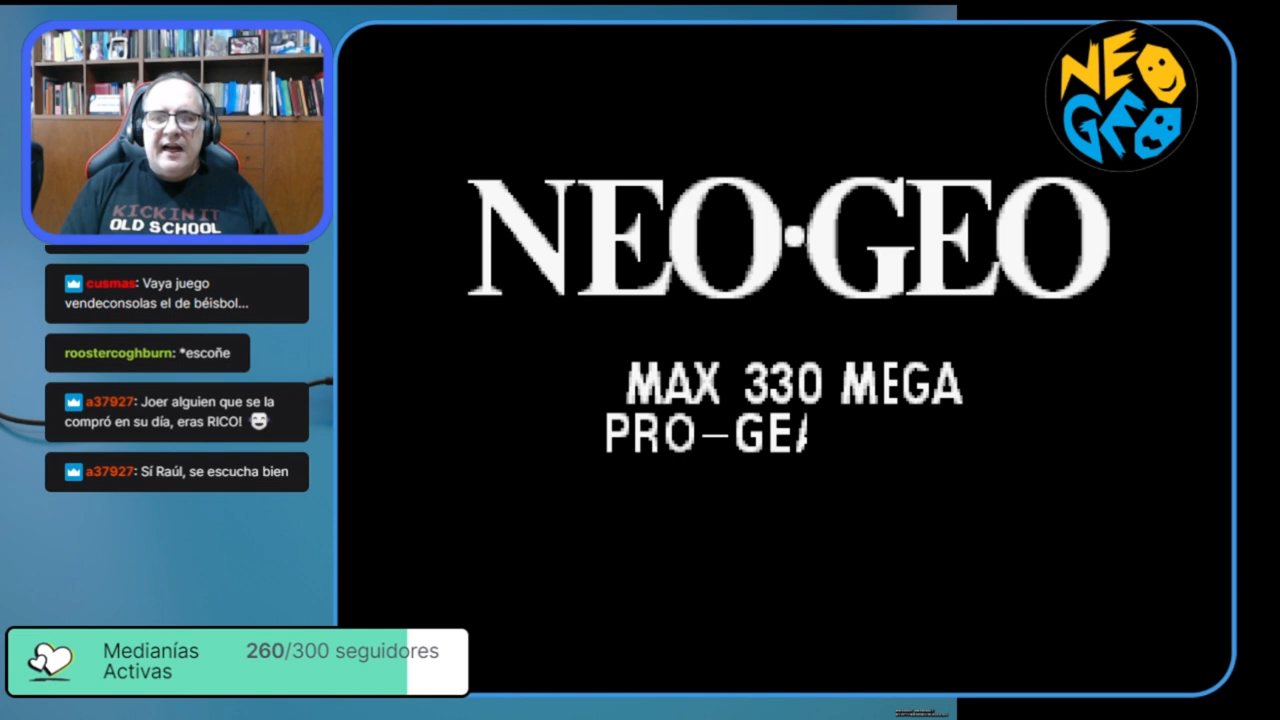 KICKIN IT
OLD SCHOOL
cusmas: Vaya juego
vendeconsolas el de béisbol...
roostercoghburn: *escoñe
a37927: Joer alguien que se la
compró en su día, eras RICO!
a37927: Sí Raúl, se escucha bien
NEO
GEO
NEO·GEO
MAX 330 MEGA
PRO-GEA
Medianías
Activas
260/300 seguidores